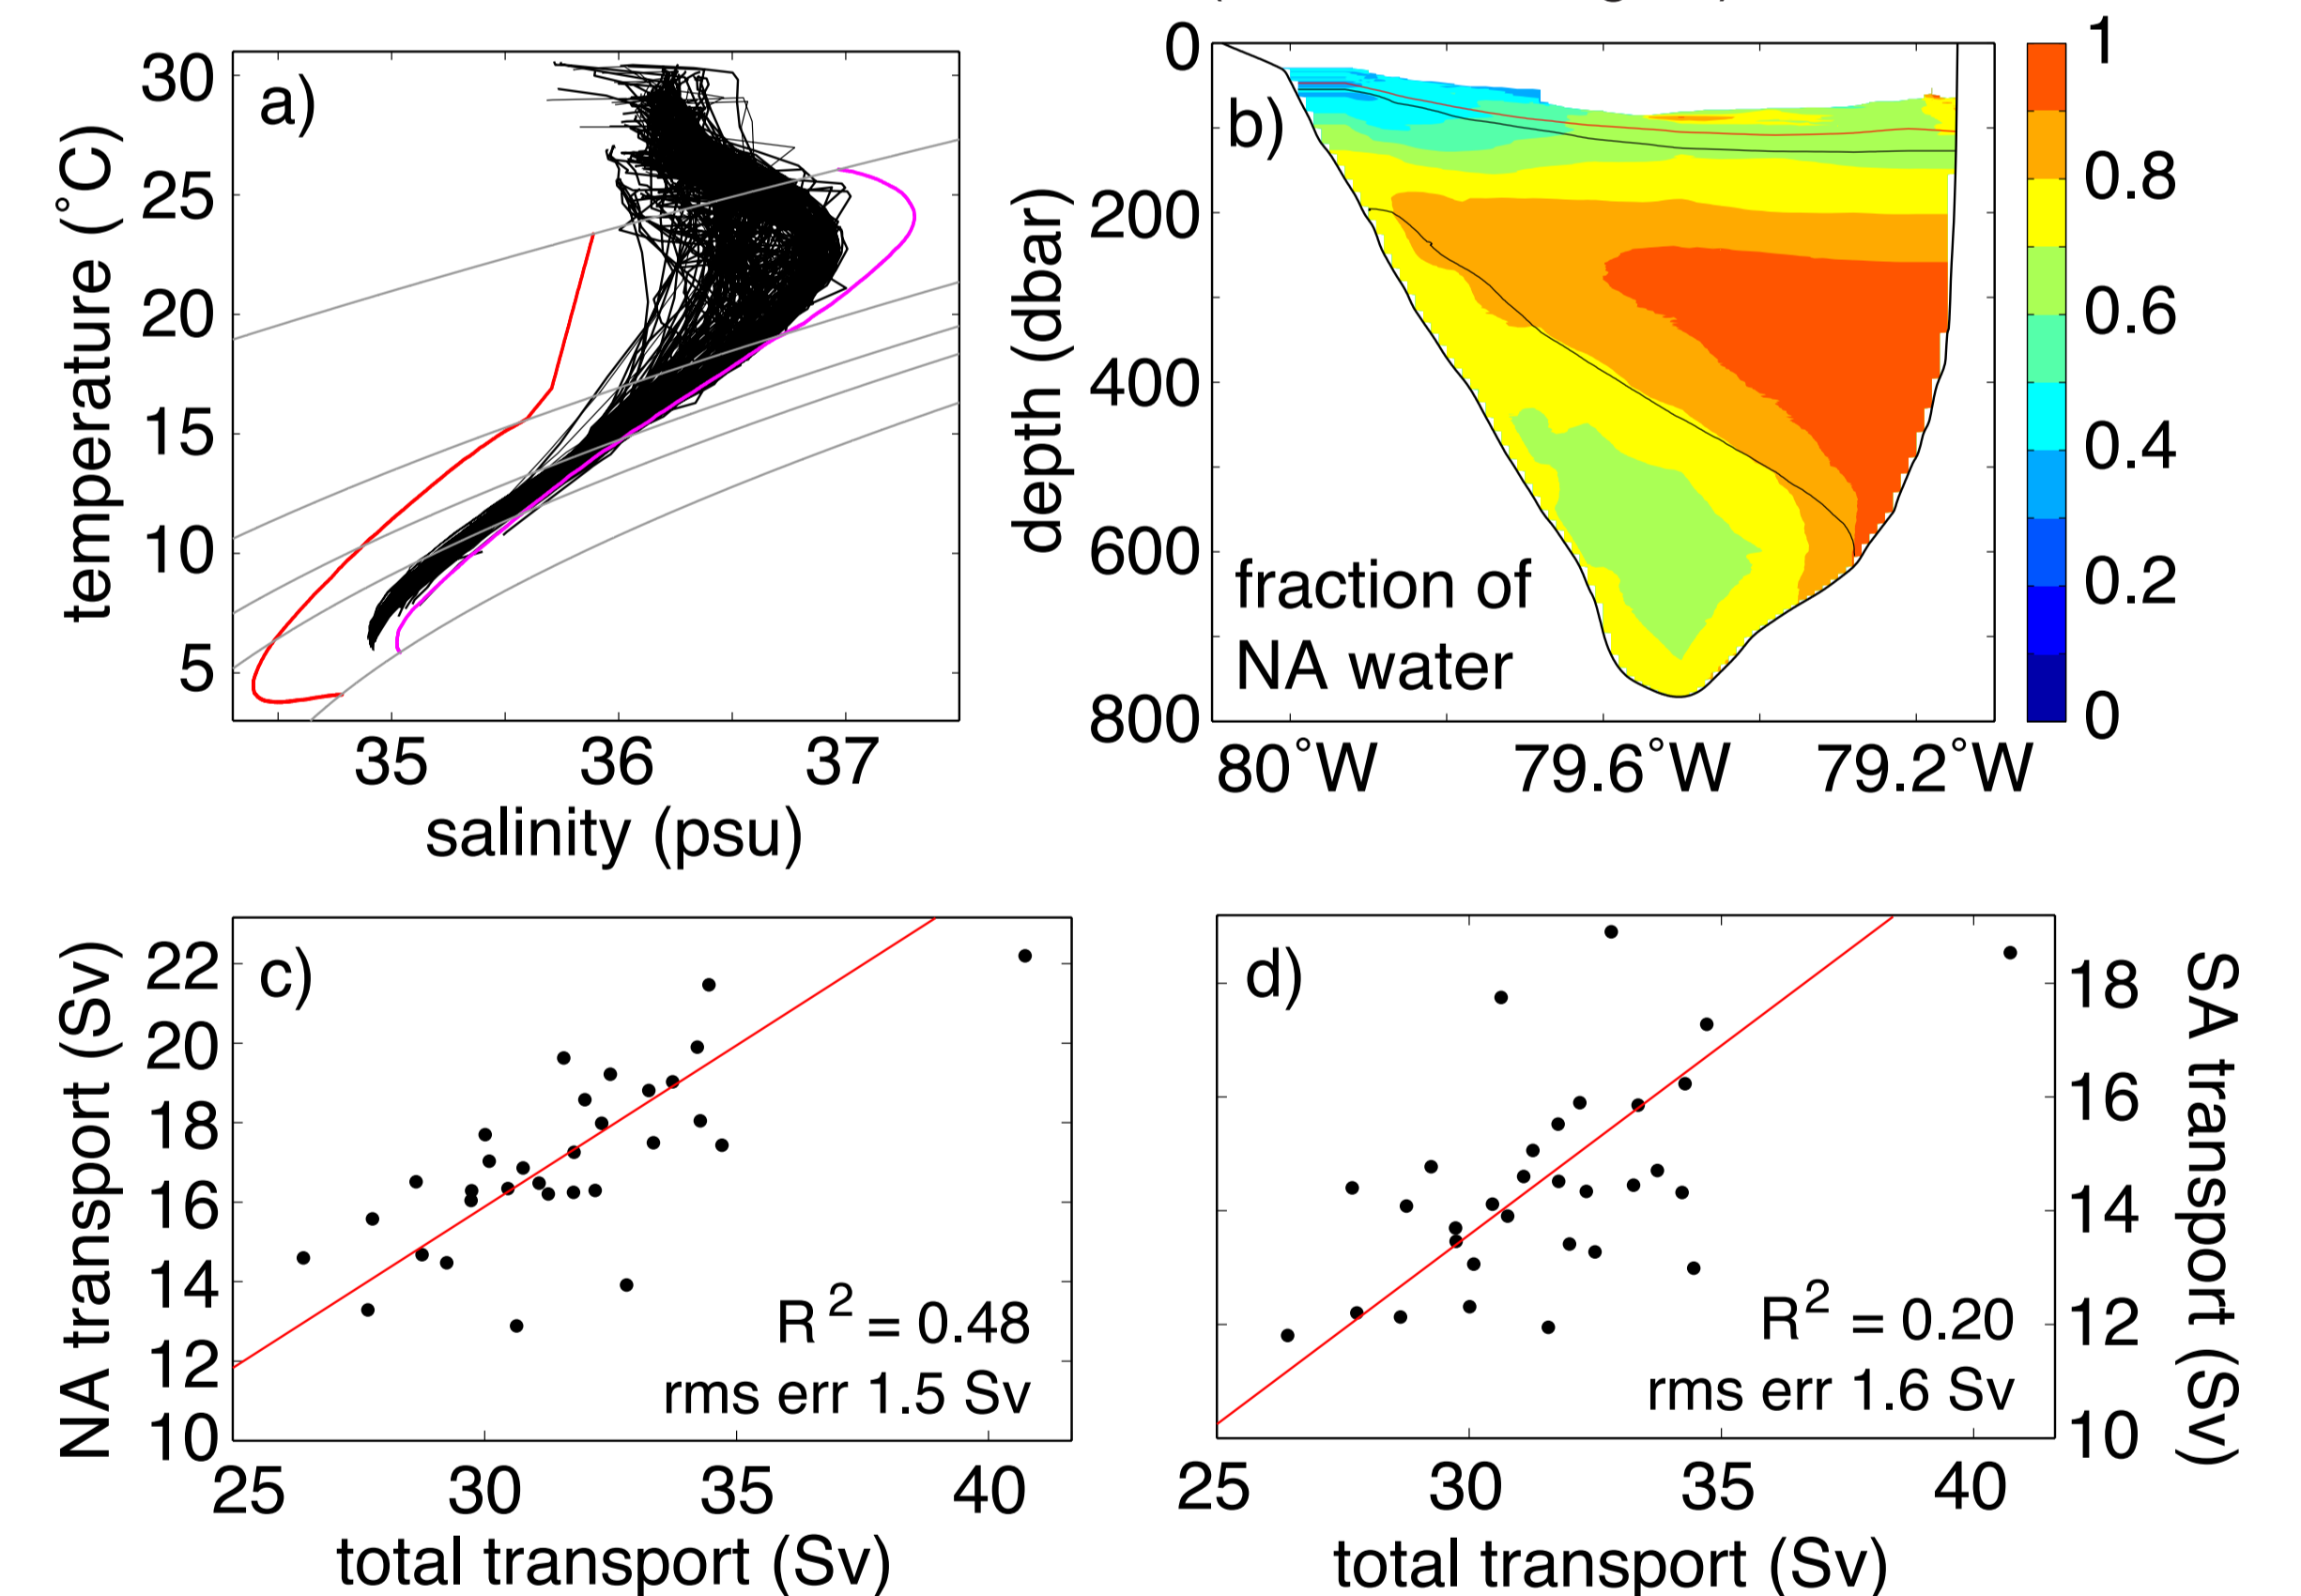 a)
30
25
20
15
10
5
temperature (°C)
35
36
37
salinity (psu)
b)
0
200
400
600
800
depth (dbar)
fraction of
NA water
80°W
79.6°W
79.2°W
1
0.8
0.6
0.4
0.2
0
c)
22
20
18
16
14
12
10
NA transport (Sv)
R² = 0.48
rms err 1.5 Sv
25
30
35
40
total transport (Sv)
d)
R² = 0.20
rms err 1.6 Sv
18
16
14
12
10
SA transport (Sv)
25
30
35
40
total transport (Sv)